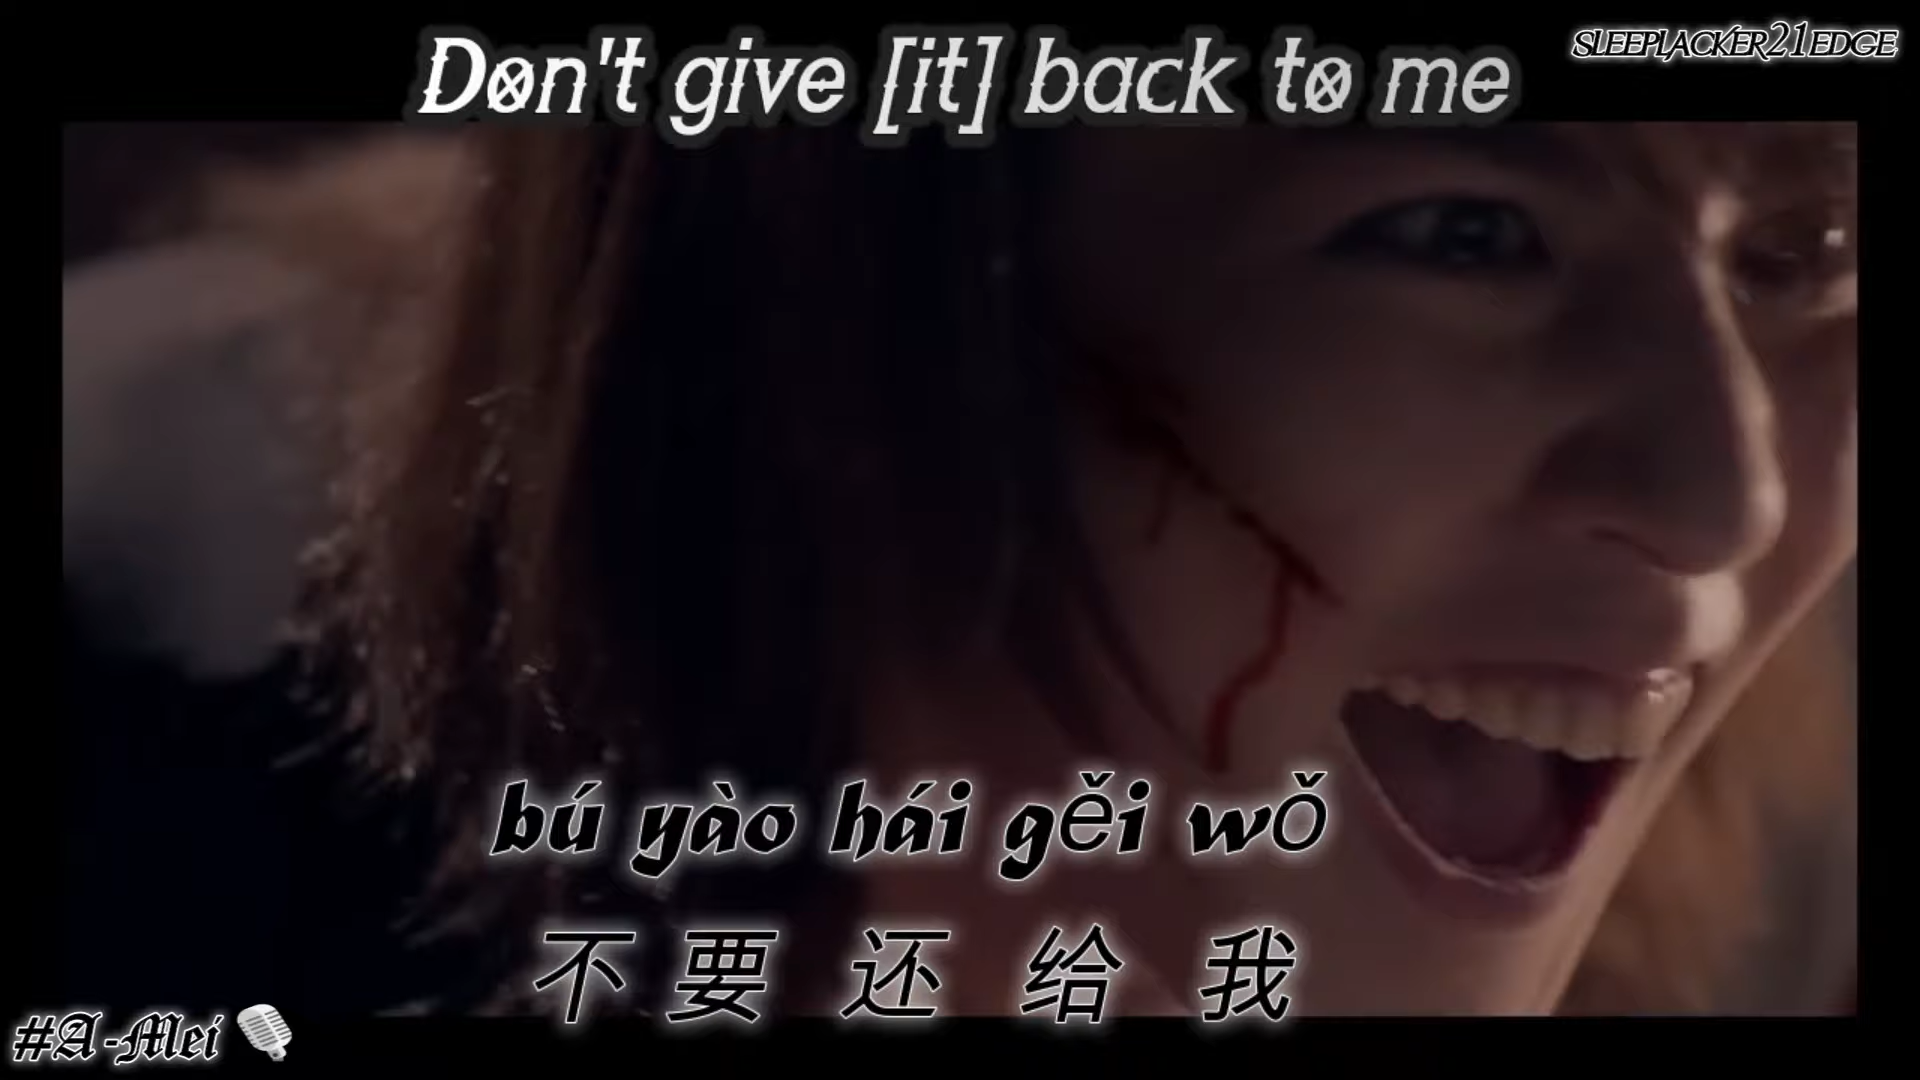 Don't give [it] back to me
SLEEPLACKER21EDGE
bú yào hái gěi wǒ
不 要 还 给 我
#A-Mei